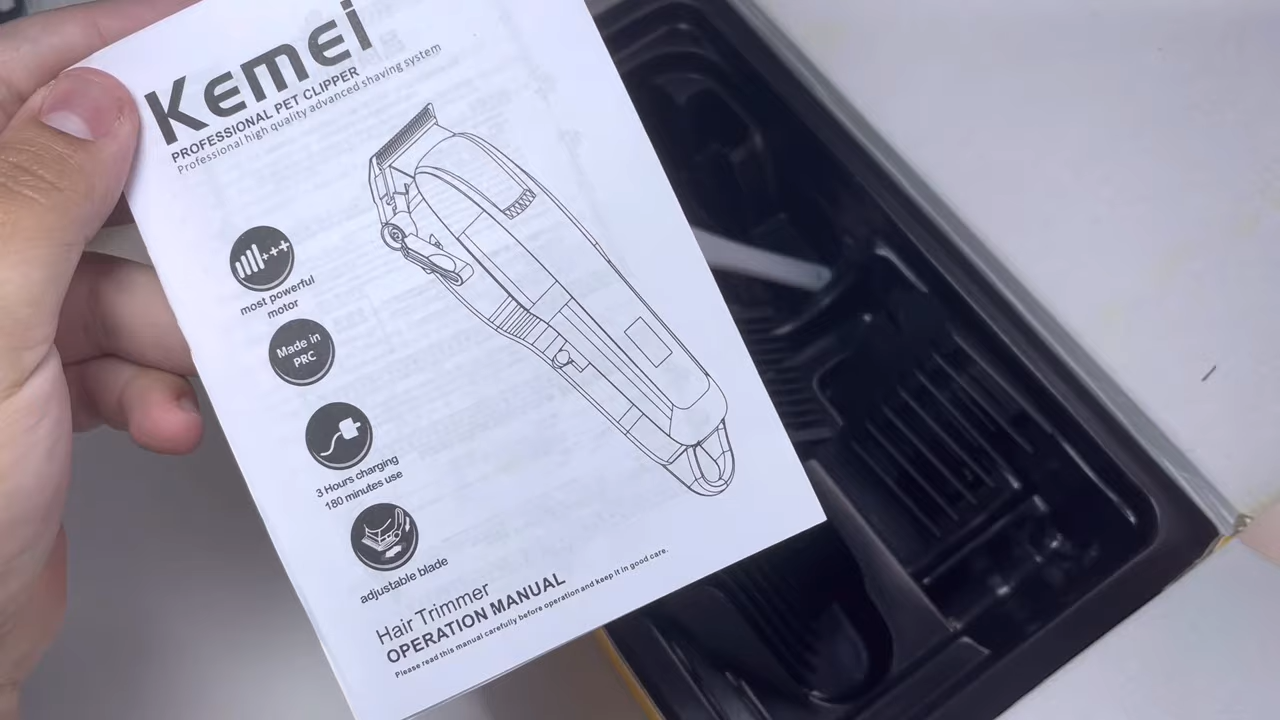 Kemei
PROFESSIONAL PET CLIPPER
Professional high quality advanced shaving system
most powerful
motor
Made in
PRC
3 Hours charging
180 minutes use
adjustable blade
Hair Trimmer
OPERATION MANUAL
Please read this manual carefully before operation and keep it in good care.